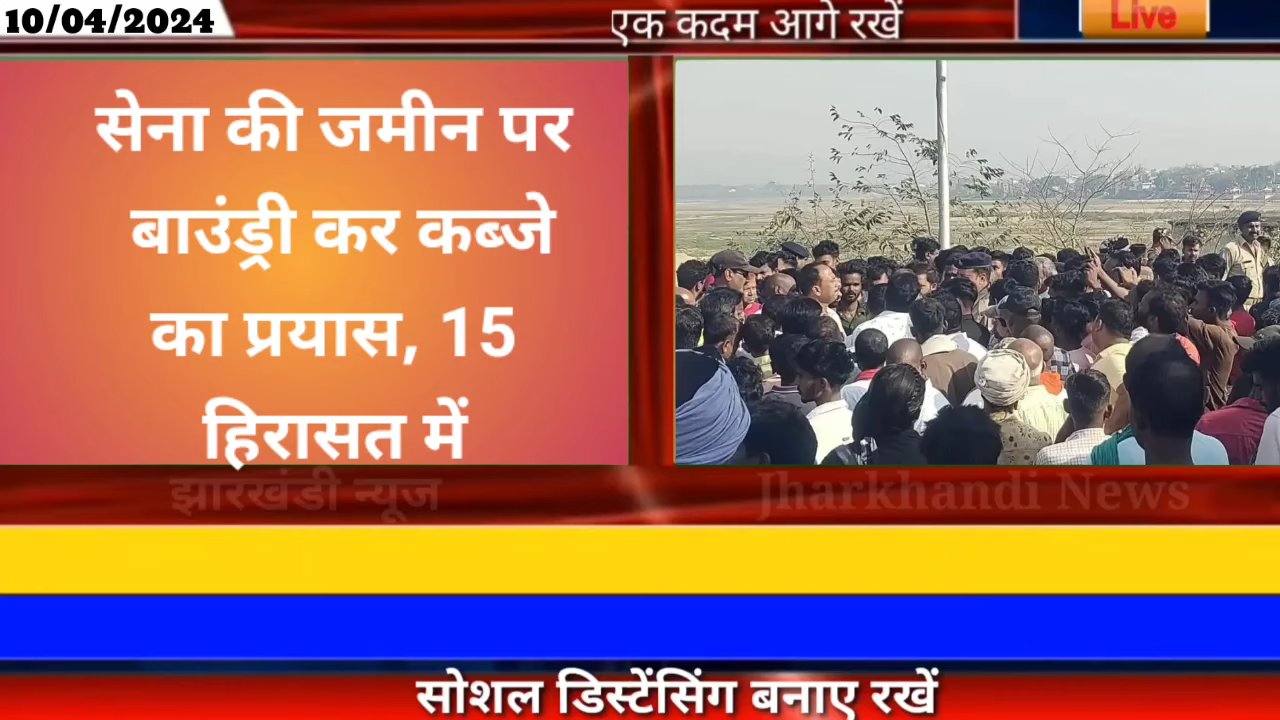 10/04/2024
एक कदम आगे रखें
Live
सेना की जमीन पर
बाउंड्री कर कब्जे
का प्रयास, 15
हिरासत में
झारखंडी न्यूज
Jharkhandi News
सोशल डिस्टेंसिंग बनाए रखें